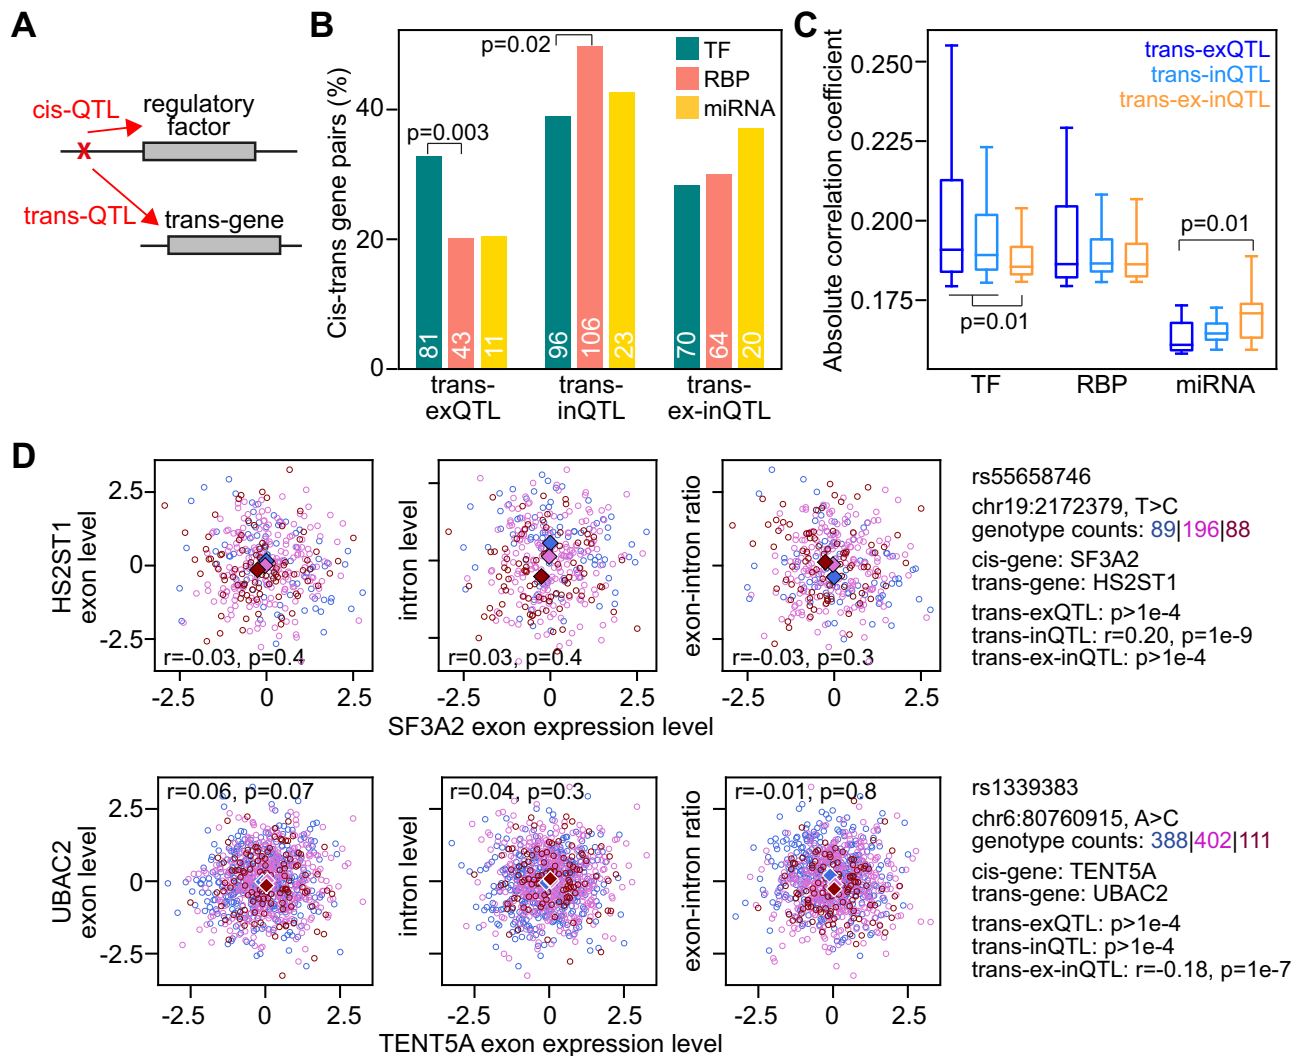 A
cis-QTL
regulatory
factor
X
trans-QTL
trans-gene
B
Cis-trans gene pairs (%)
40
20
0
p=0.003
p=0.02
TF
RBP
miRNA
81
43
11
96
106
23
70
64
20
trans-
exQTL
trans-
inQTL
trans-
ex-inQTL
C
Absolute correlation coefficient
0.250
0.225
0.200
0.175
trans-exQTL
trans-inQTL
trans-ex-inQTL
p=0.01
p=0.01
TF
RBP
miRNA
D
HS2ST1
exon level
2.5
0
-2.5
r=-0.03, p=0.4
-2.5
0
2.5
intron level
r=0.03, p=0.4
-2.5
0
2.5
exon-intron ratio
r=-0.03, p=0.3
-2.5
0
2.5
SF3A2 exon expression level
rs55658746
chr19:2172379, T>C
genotype counts: 89|196|88
cis-gene: SF3A2
trans-gene: HS2ST1
trans-exQTL: p>1e-4
trans-inQTL: r=0.20, p=1e-9
trans-ex-inQTL: p>1e-4
UBAC2
exon level
2.5
0
-2.5
r=0.06, p=0.07
-2.5
0
2.5
intron level
r=0.04, p=0.3
-2.5
0
2.5
exon-intron ratio
r=-0.01, p=0.8
-2.5
0
2.5
TENT5A exon expression level
rs1339383
chr6:80760915, A>C
genotype counts: 388|402|111
cis-gene: TENT5A
trans-gene: UBAC2
trans-exQTL: p>1e-4
trans-inQTL: p>1e-4
trans-ex-inQTL: r=-0.18, p=1e-7